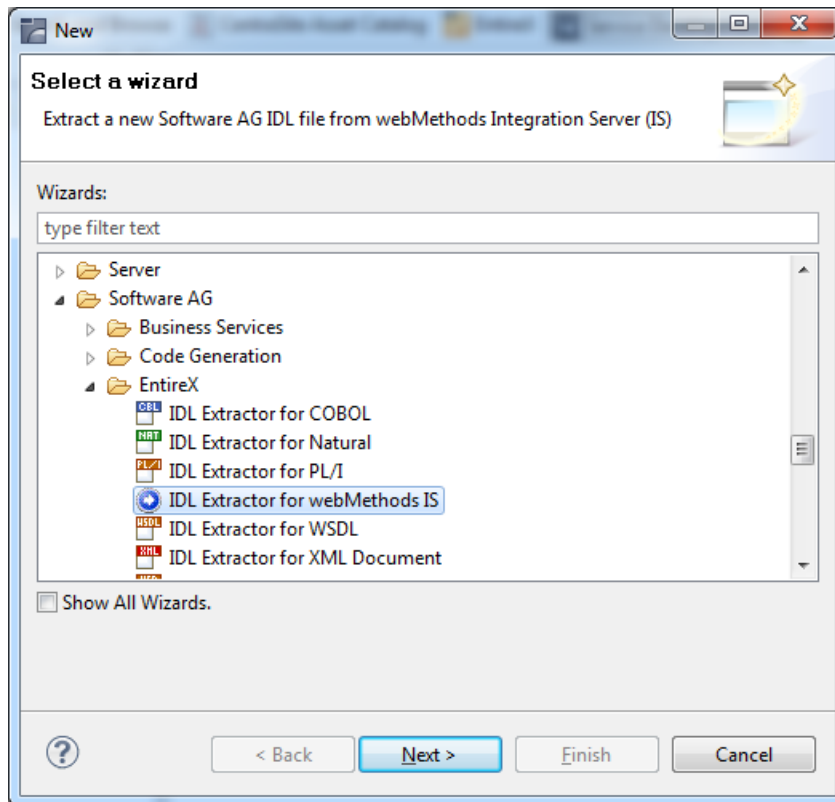 New
Select a wizard
Extract a new Software AG IDL file from webMethods Integration Server (IS)
Wizards:
type filter text
Server
Software AG
Business Services
Code Generation
EntireX
CBL IDL Extractor for COBOL
NAT IDL Extractor for Natural
PL/I IDL Extractor for PL/I
IDL Extractor for webMethods IS
WSDL IDL Extractor for WSDL
XML IDL Extractor for XML Document
Show All Wizards.
? < Back Next > Finish Cancel